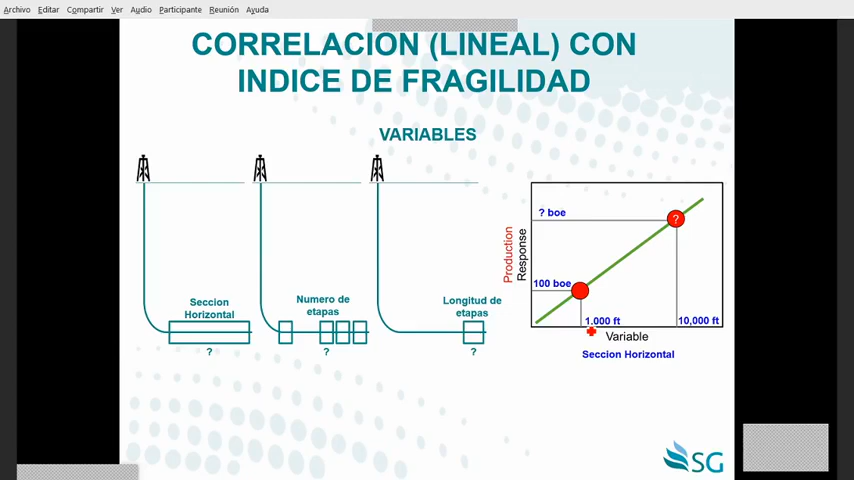 Archivo Editar Compartir Ver Audio Participante Reunión Ayuda
CORRELACION (LINEAL) CON
INDICE DE FRAGILIDAD
VARIABLES
Seccion
Horizontal
?
Numero de
etapas
?
Longitud de
etapas
?
Production
Response
? boe
?
100 boe
1,000 ft
10,000 ft
Variable
Seccion Horizontal
SG